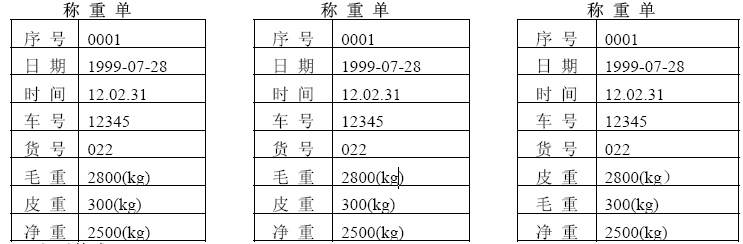 称 重 单
序 号 0001
日 期 1999-07-28
时 间 12.02.31
车 号 12345
货 号 022
毛 重 2800(kg)
皮 重 300(kg)
净 重 2500(kg)
称 重 单
序 号 0001
日 期 1999-07-28
时 间 12.02.31
车 号 12345
货 号 022
毛 重 2800(kg)
皮 重 300(kg)
净 重 2500(kg)
称 重 单
序 号 0001
日 期 1999-07-28
时 间 12.02.31
车 号 12345
货 号 022
皮 重 2800(kg）
毛 重 300(kg)
净 重 2500(kg)